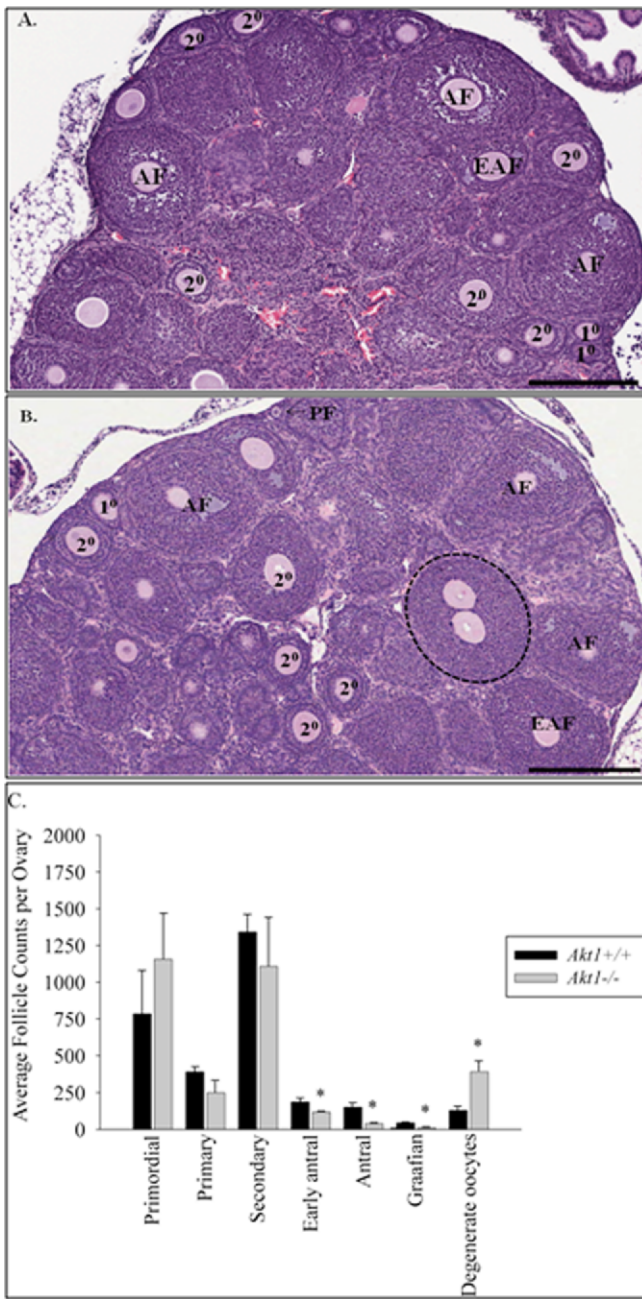 A.
2⁰ 2⁰
AF
EAF 2⁰
AF
AF
2⁰
2⁰
2⁰ 1⁰
1⁰
B.
PF
1⁰ AF AF
2⁰
2⁰
AF
2⁰
2⁰
2⁰ EAF
C.
Average Follicle Counts per Ovary
2000
1750
1500
1250
1000
750
500
250
0
Akt1+/+
Akt1-/-
* * * *
Primordial
Primary
Secondary
Early antral
Antral
Graafian
Degenerate oocytes